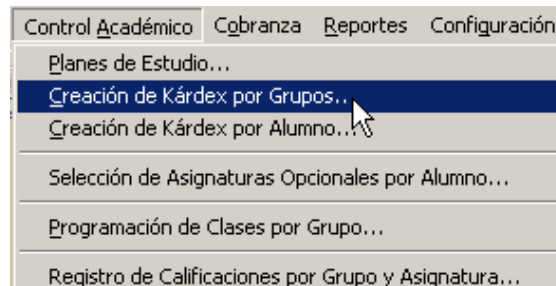 Control Académico Cobranza Reportes Configuración
Planes de Estudio...
Creación de Kárdex por Grupos...
Creación de Kárdex por Alumno...
Selección de Asignaturas Opcionales por Alumno...
Programación de Clases por Grupo...
Registro de Calificaciones por Grupo y Asignatura...